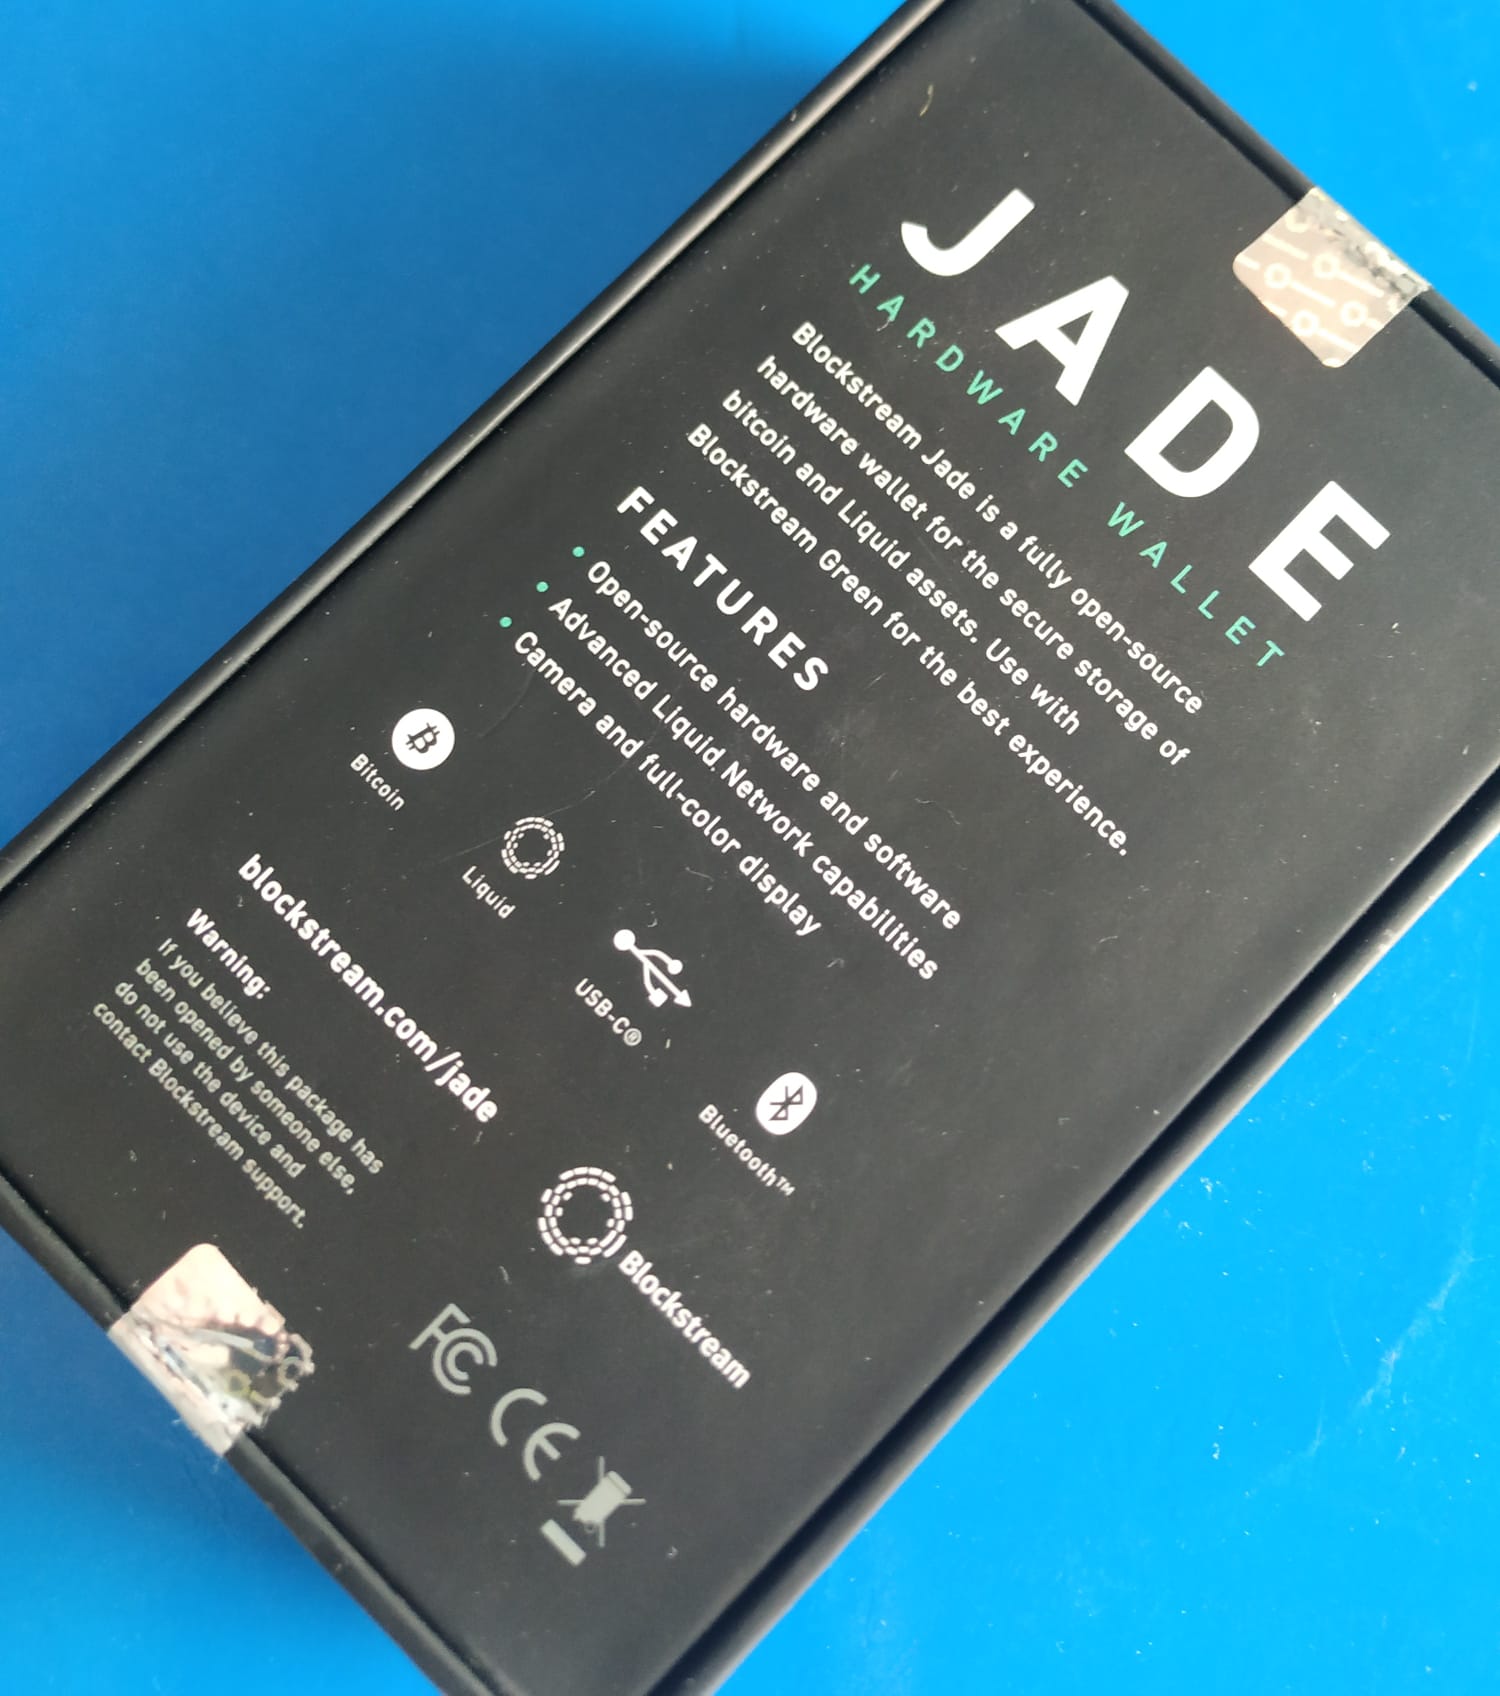 JADE
HARDWARE WALLET
Blockstream Jade is a fully open-source
hardware wallet for the secure storage of
bitcoin and Liquid assets. Use with
Blockstream Green for the best experience.
FEATURES
• Open-source hardware and software
• Advanced Liquid Network capabilities
• Camera and full-color display
Bitcoin
Liquid
USB-C®
Bluetooth™
blockstream.com/jade
Warning:
If you believe this package has
been opened by someone else,
do not use the device and
contact Blockstream support.
Blockstream
FC CE